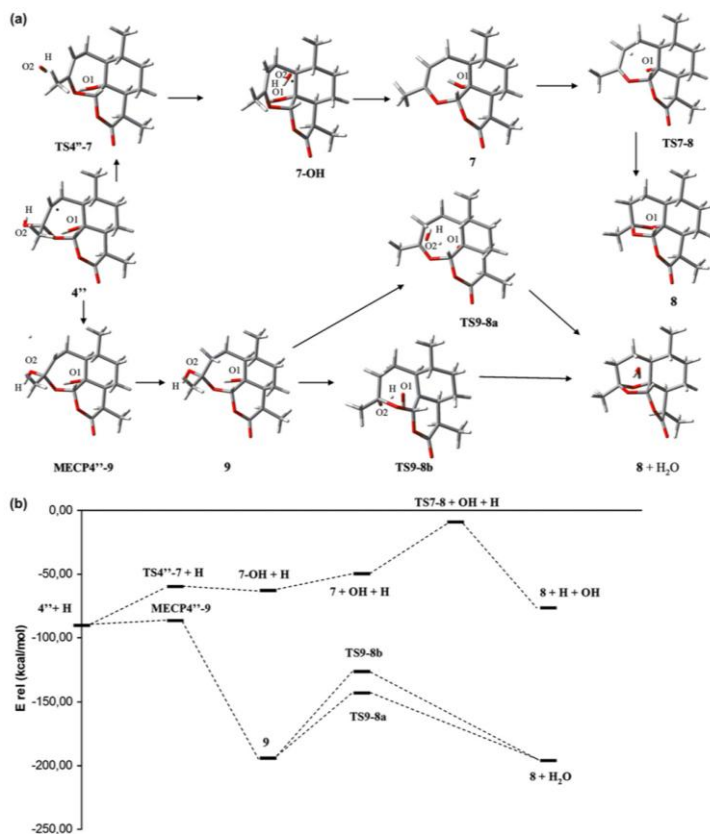 (a)
H
O2
O1
O2
H
O1
O1
O1
TS4''-7
7-OH
7
TS7-8
H
O2
O1
H
O2
O1
O1
4''
TS9-8a
8
O2
H
O1
O2
H
O1
O1
H
O2
MECP4''-9
9
TS9-8b
8 + H₂O
(b)
TS7-8 + OH + H
0,00
TS4''-7 + H
7-OH + H
-50,00
7 + OH + H
8 + H + OH
4''+ H
MECP4''-9
-100,00
TS9-8b
E rel (kcal/mol)
-150,00
TS9-8a
9
-200,00
8 + H₂O
-250,00